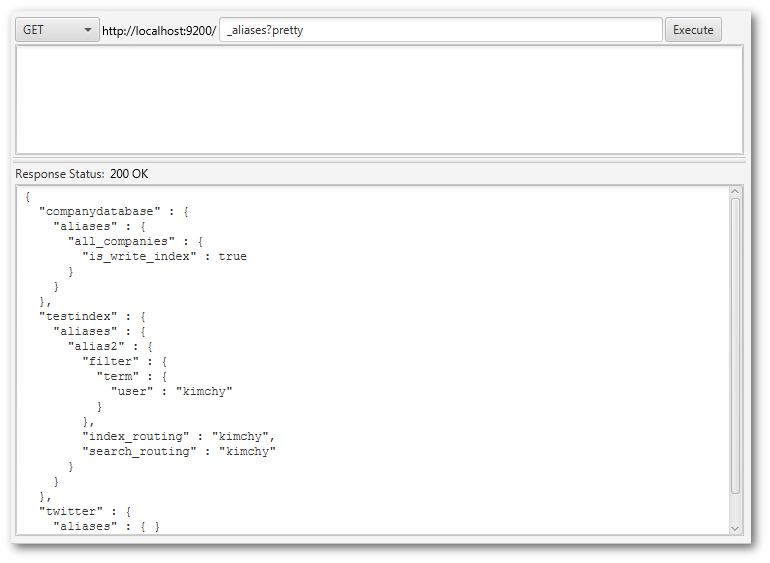 GET http://localhost:9200/ _aliases?pretty Execute
Response Status: 200 OK
{
  "companydatabase" : {
    "aliases" : {
      "all_companies" : {
        "is_write_index" : true
      }
    }
  },
  "testindex" : {
    "aliases" : {
      "alias2" : {
        "filter" : {
          "term" : {
            "user" : "kimchy"
          }
        },
        "index_routing" : "kimchy",
        "search_routing" : "kimchy"
      }
    }
  },
  "twitter" : {
    "aliases" : { }